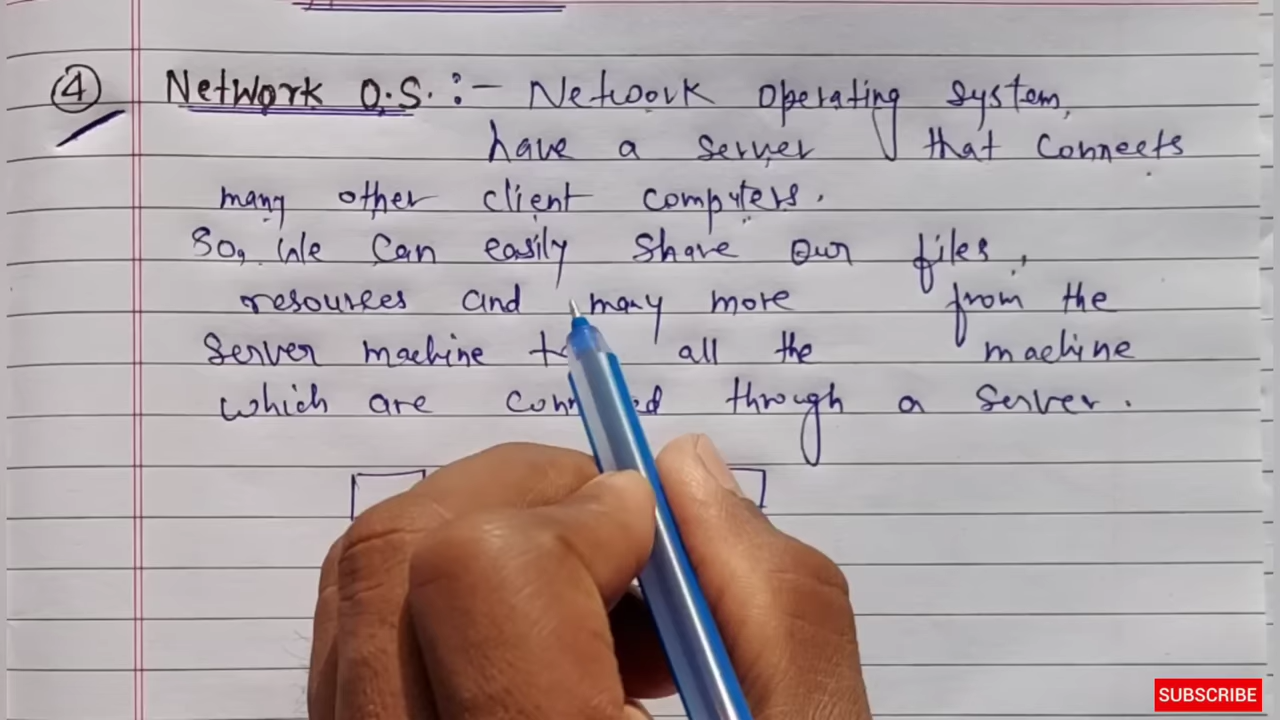 ④ Network O.S. :- Network operating system,
have a server that connects
many other client computers.
So, We Can easily share our files,
resources and many more from the
Server machine all the machine
which are through a server.
SUBSCRIBE